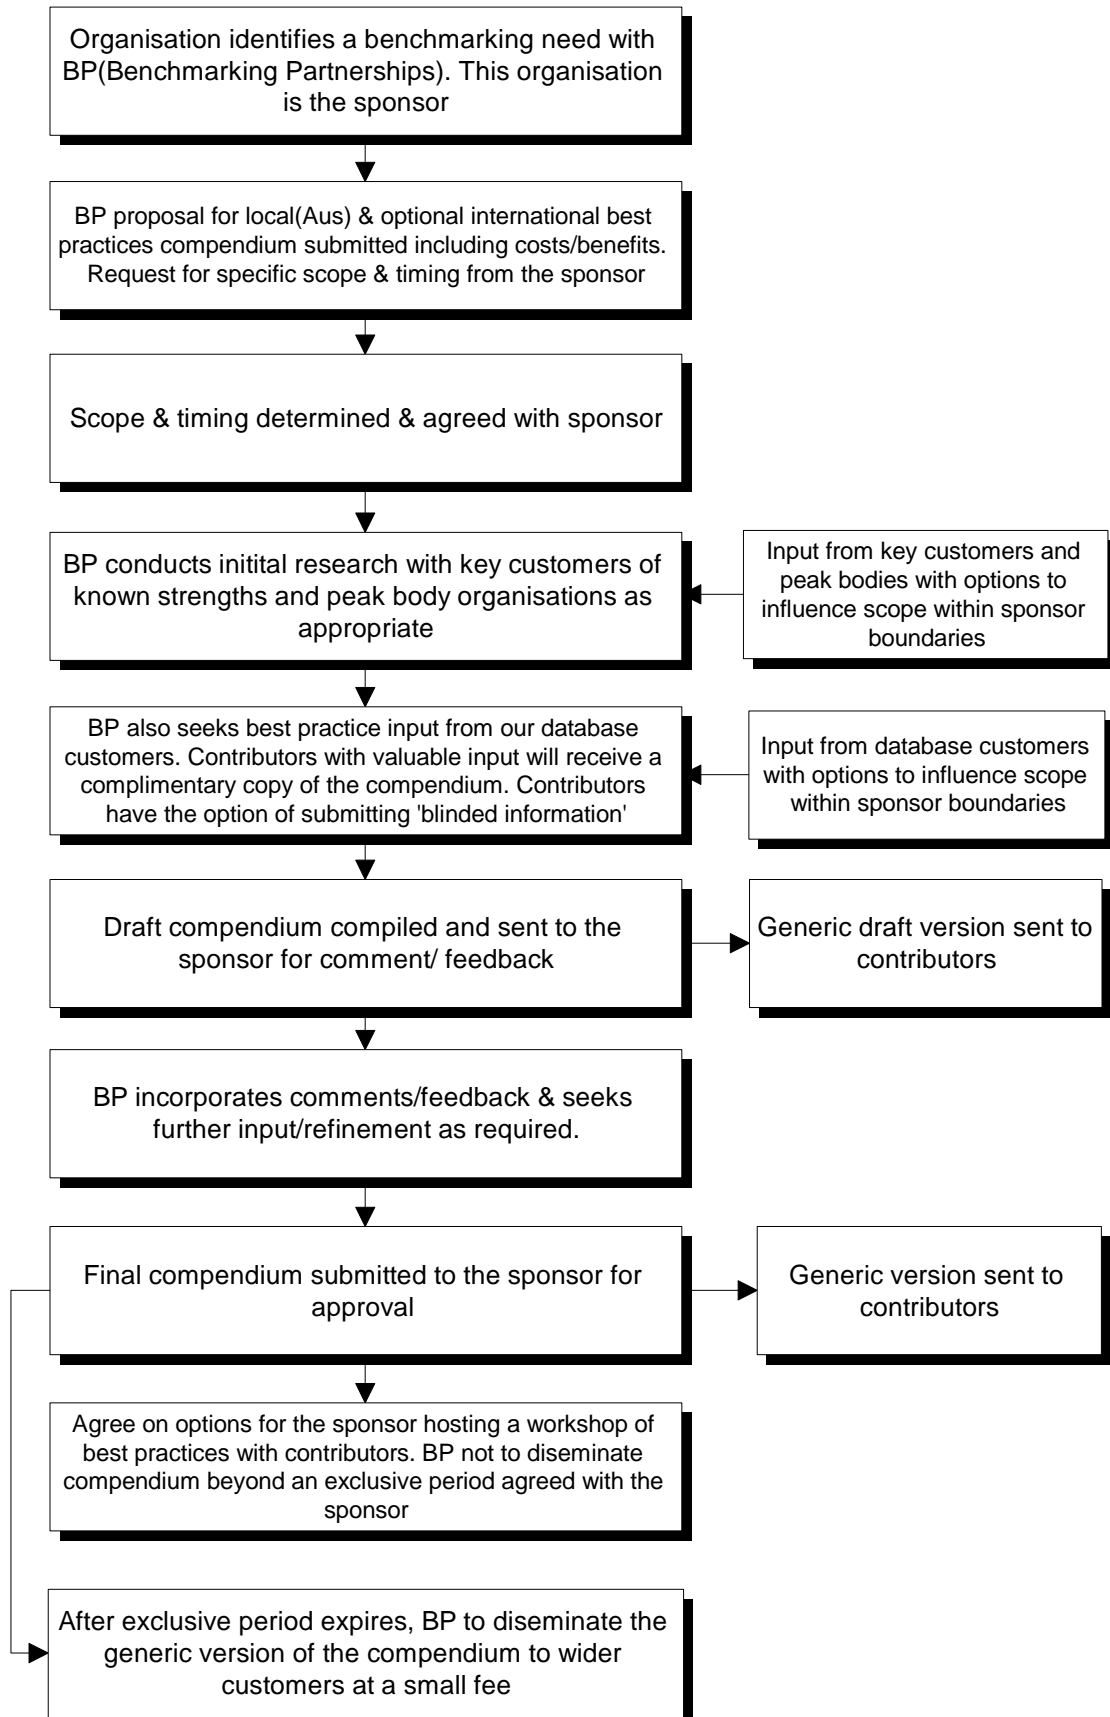 Organisation identifies a benchmarking need with
BP(Benchmarking Partnerships). This organisation
is the sponsor
BP proposal for local(Aus) & optional international best
practices compendium submitted including costs/benefits.
Request for specific scope & timing from the sponsor
Scope & timing determined & agreed with sponsor
BP conducts initital research with key customers of
known strengths and peak body organisations as
appropriate
Input from key customers and
peak bodies with options to
influence scope within sponsor
boundaries
BP also seeks best practice input from our database
customers. Contributors with valuable input will receive a
complimentary copy of the compendium. Contributors
have the option of submitting 'blinded information'
Input from database customers
with options to influence scope
within sponsor boundaries
Draft compendium compiled and sent to the
sponsor for comment/ feedback
Generic draft version sent to
contributors
BP incorporates comments/feedback & seeks
further input/refinement as required.
Final compendium submitted to the sponsor for
approval
Generic version sent to
contributors
Agree on options for the sponsor hosting a workshop of
best practices with contributors. BP not to diseminate
compendium beyond an exclusive period agreed with the
sponsor
After exclusive period expires, BP to diseminate the
generic version of the compendium to wider
customers at a small fee